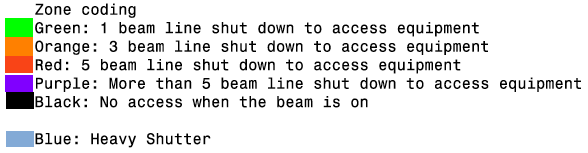 Zone coding
Green: 1 beam line shut down to access equipment
Orange: 3 beam line shut down to access equipment
Red: 5 beam line shut down to access equipment
Purple: More than 5 beam line shut down to access equipment
Black: No access when the beam is on
Blue: Heavy Shutter